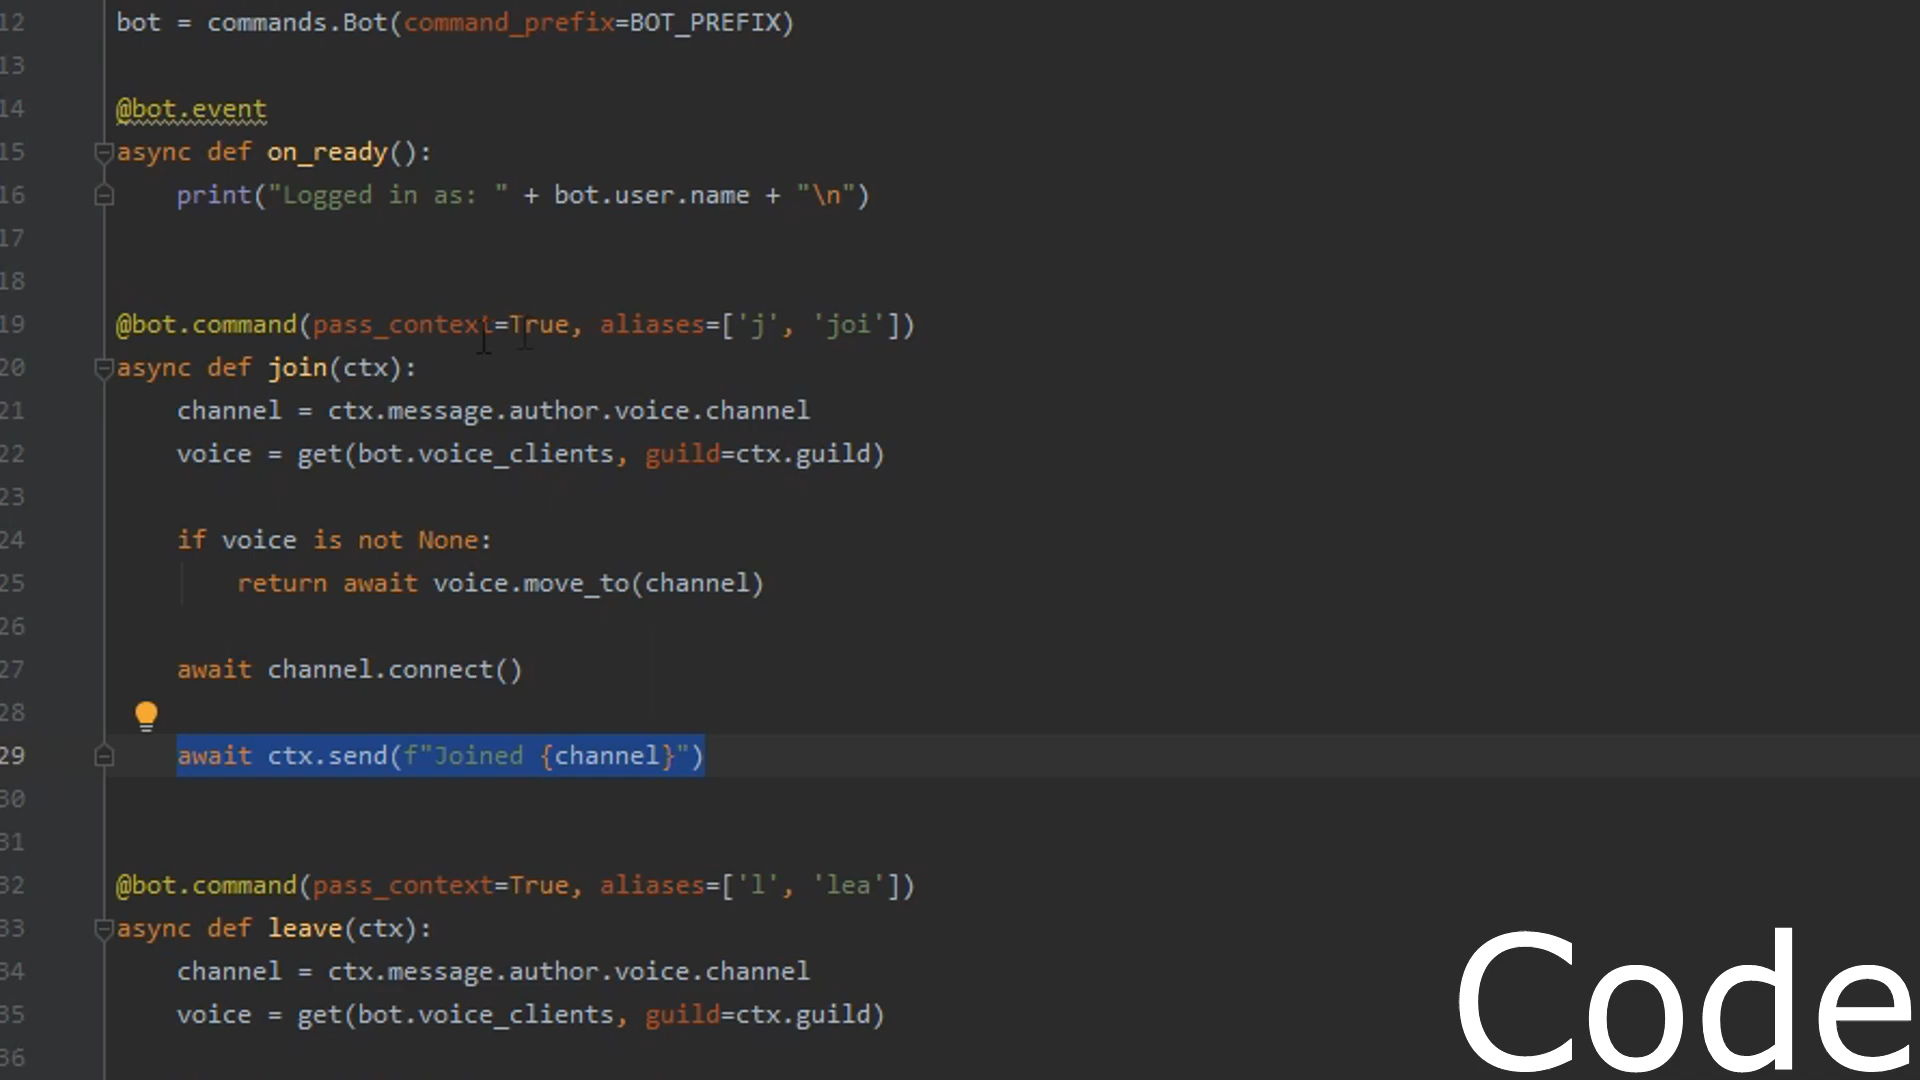 12 bot = commands.Bot(command_prefix=BOT_PREFIX)
13
14 @bot.event
15 async def on_ready():
16     print("Logged in as: " + bot.user.name + "\n")
17
18
19 @bot.command(pass_context=True, aliases=['j', 'joi'])
20 async def join(ctx):
21     channel = ctx.message.author.voice.channel
22     voice = get(bot.voice_clients, guild=ctx.guild)
23
24     if voice is not None:
25         return await voice.move_to(channel)
26
27     await channel.connect()
28
29     await ctx.send(f"Joined {channel}")
30
31
32 @bot.command(pass_context=True, aliases=['l', 'lea'])
33 async def leave(ctx):
34     channel = ctx.message.author.voice.channel
35     voice = get(bot.voice_clients, guild=ctx.guild)
36
Code